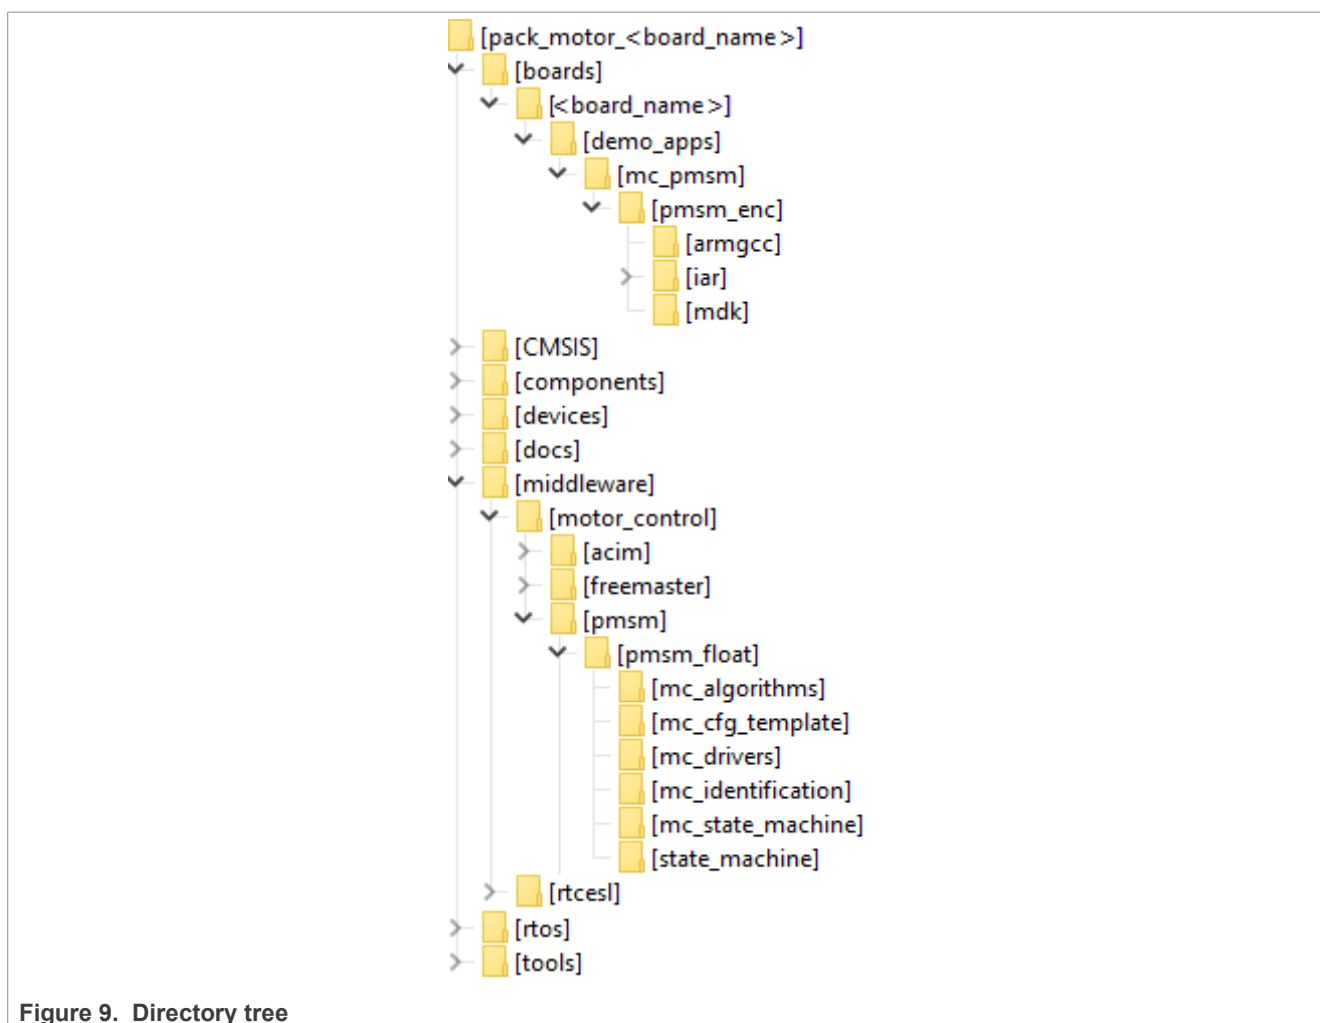 [pack_motor_<board_name>]
[boards]
[<board_name>]
[demo_apps]
[mc_pmsm]
[pmsm_enc]
[armgcc]
[iar]
[mdk]
[CMSIS]
[components]
[devices]
[docs]
[middleware]
[motor_control]
[acim]
[freemaster]
[pmsm]
[pmsm_float]
[mc_algorithms]
[mc_cfg_template]
[mc_drivers]
[mc_identification]
[mc_state_machine]
[state_machine]
[rtcesl]
[rtos]
[tools]
Figure 9. Directory tree